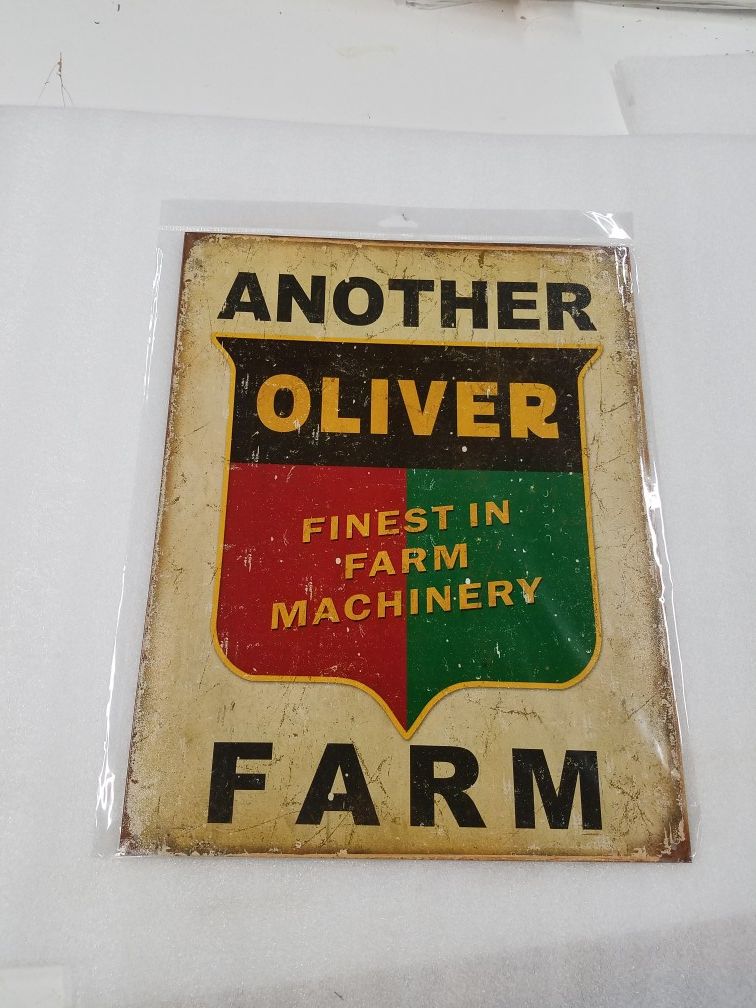 ANOTHER
OLIVER
FINEST IN
FARM
MACHINERY
FARM